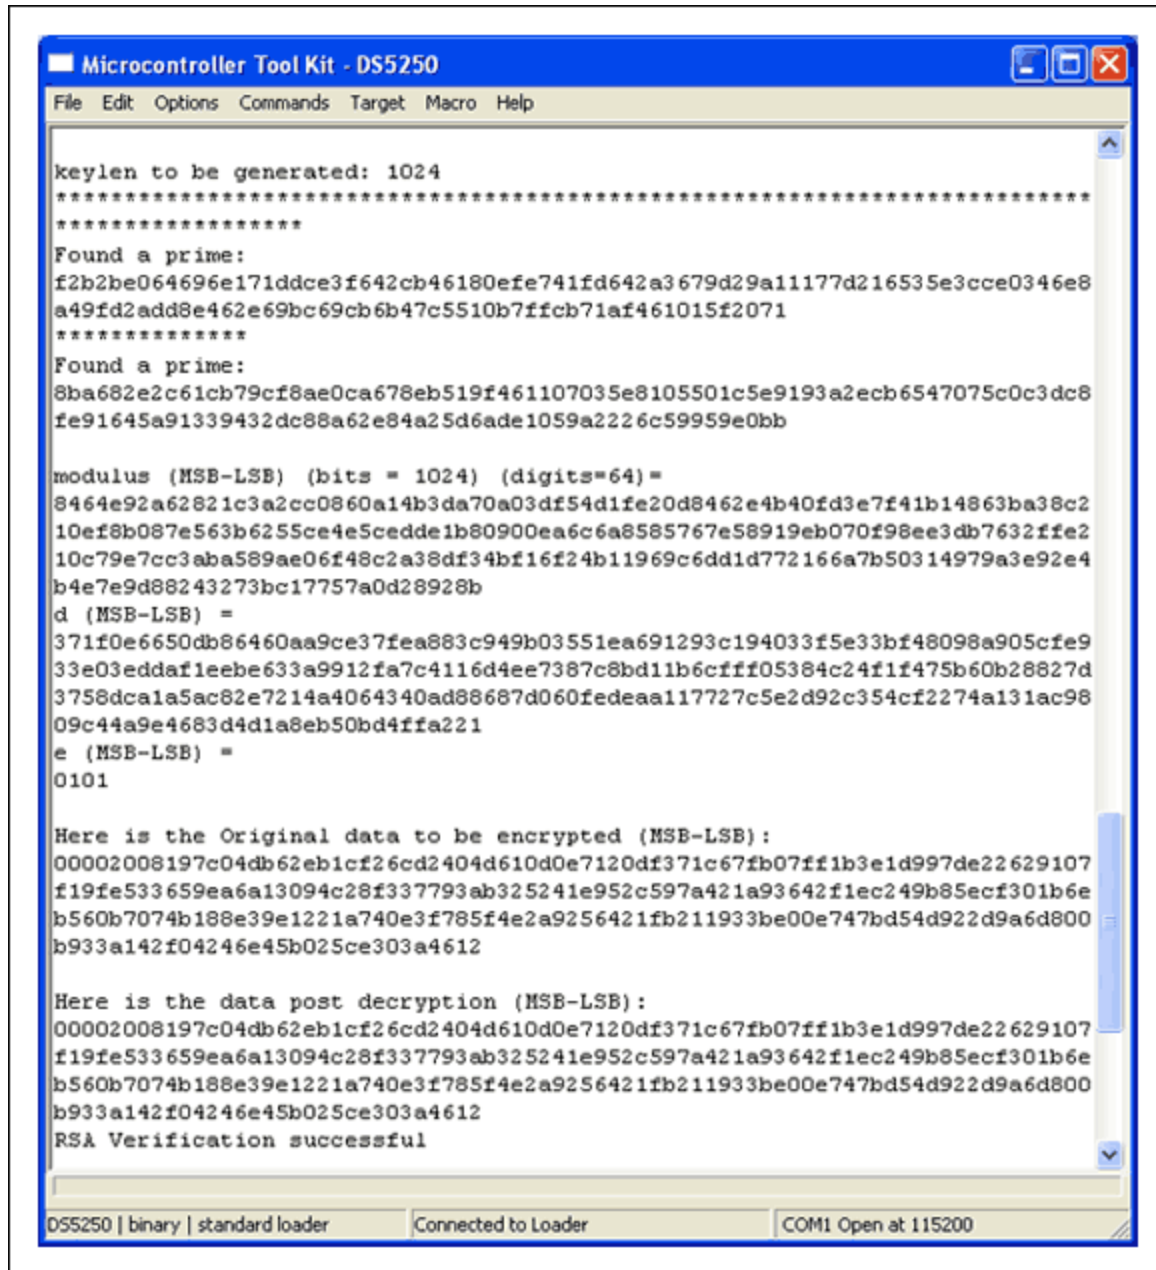 Microcontroller Tool Kit - DS5250
File Edit Options Commands Target Macro Help
keylen to be generated: 1024
***************************************************************************
******************
Found a prime:
f2b2be064696e171ddce3f642cb46180efe741fd642a3679d29a11177d216535e3cce0346e8
a49fd2add8e462e69bc69cb6b47c5510b7ffcb71af461015f2071
**************
Found a prime:
8ba682e2c61cb79cf8ae0ca678eb519f461107035e8105501c5e9193a2ecb6547075c0c3dc8
fe91645a91339432dc88a62e84a25d6ade1059a2226c59959e0bb
modulus (MSB-LSB) (bits = 1024) (digits=64)=
8464e92a62821c3a2cc0860a14b3da70a03df54d1fe20d8462e4b40fd3e7f41b14863ba38c2
10ef8b087e563b6255ce4e5cedde1b80900ea6c6a8585767e58919eb070f98ee3db7632ffe2
10c79e7cc3aba589ae06f48c2a38df34bf16f24b11969c6dd1d772166a7b50314979a3e92e4
b4e7e9d88243273bc17757a0d28928b
d (MSB-LSB) =
371f0e6650db86460aa9ce37fea883c949b03551ea691293c194033f5e33bf48098a905cfe9
33e03eddaf1eebe633a9912fa7c4116d4ee7387c8bd11b6cfff05384c24f1f475b60b28827d
3758dca1a5ac82e7214a4064340ad88687d060fedeaa117727c5e2d92c354cf2274a131ac98
09c44a9e4683d4d1a8eb50bd4ffa221
e (MSB-LSB) =
0101
Here is the Original data to be encrypted (MSB-LSB):
00002008197c04db62eb1cf26cd2404d610d0e7120df371c67fb07ff1b3e1d997de22629107
f19fe533659ea6a13094c28f337793ab325241e952c597a421a93642f1ec249b85ecf301b6e
b560b7074b188e39e1221a740e3f785f4e2a9256421fb211933be00e747bd54d922d9a6d800
b933a142f04246e45b025ce303a4612
Here is the data post decryption (MSB-LSB):
00002008197c04db62eb1cf26cd2404d610d0e7120df371c67fb07ff1b3e1d997de22629107
f19fe533659ea6a13094c28f337793ab325241e952c597a421a93642f1ec249b85ecf301b6e
b560b7074b188e39e1221a740e3f785f4e2a9256421fb211933be00e747bd54d922d9a6d800
b933a142f04246e45b025ce303a4612
RSA Verification successful
DS5250 | binary | standard loader Connected to Loader COM1 Open at 115200